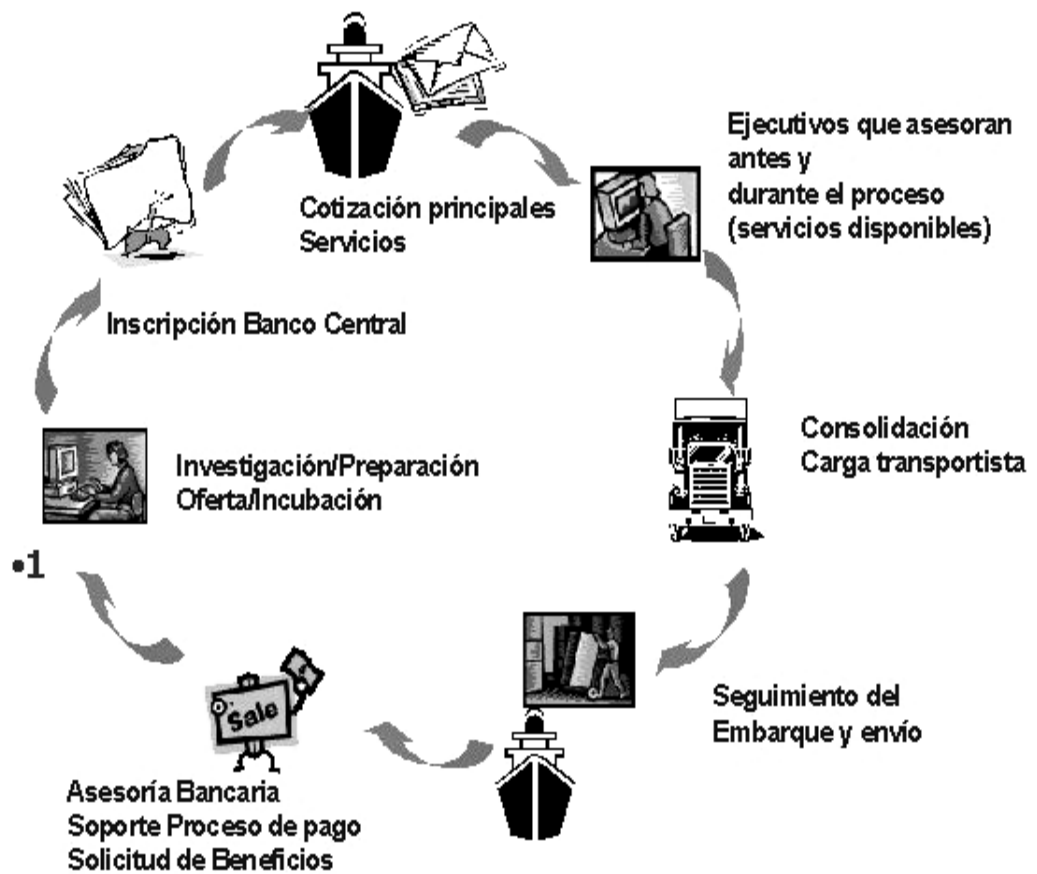 Cotización principales
Servicios
Ejecutivos que asesoran
antes y
durante el proceso
(servicios disponibles)
Consolidación
Carga transportista
Seguimiento del
Embarque y envío
Sale
Asesoría Bancaria
Soporte Proceso de pago
Solicitud de Beneficios
•1
Investigación/Preparación
Oferta/Incubación
Inscripción Banco Central